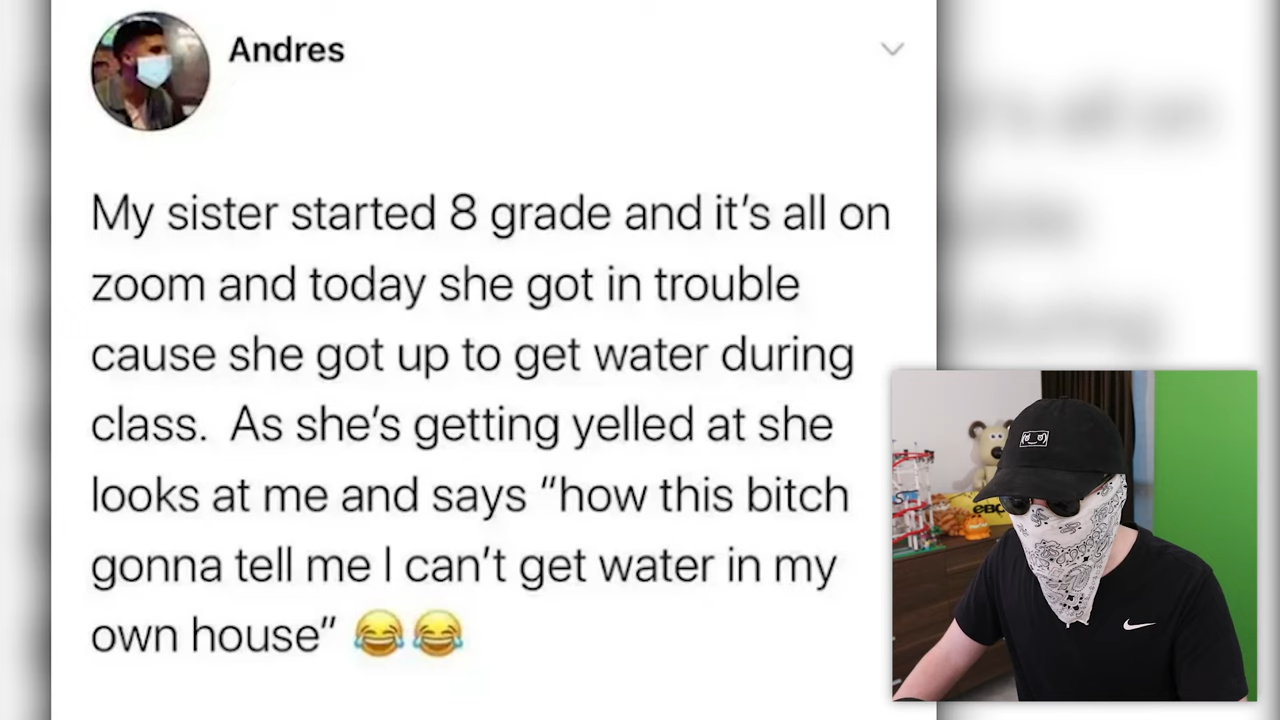 Andres
My sister started 8 grade and it’s all on
zoom and today she got in trouble
cause she got up to get water during
class.  As she’s getting yelled at she
looks at me and says “how this bitch
gonna tell me I can’t get water in my
own house” 😂😂